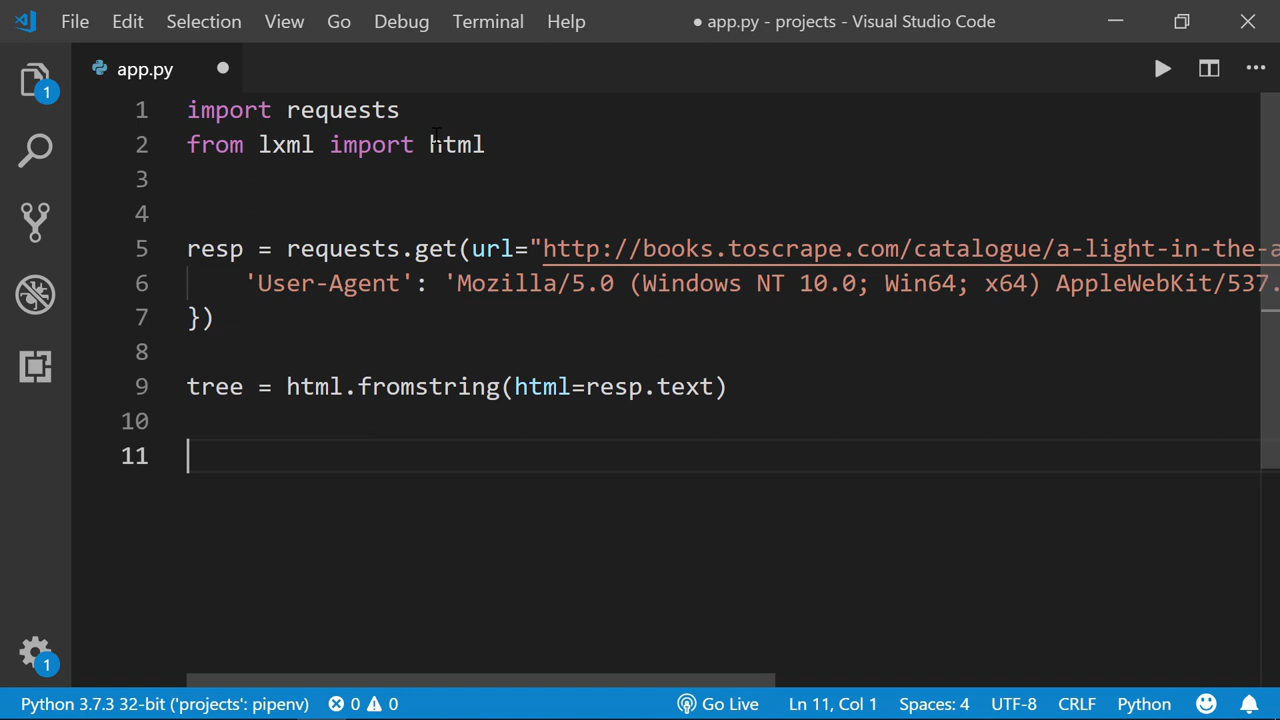 File Edit Selection View Go Debug Terminal Help ● app.py - projects - Visual Studio Code
app.py
1 import requests
2 from lxml import html
3
4
5 resp = requests.get(url="http://books.toscrape.com/catalogue/a-light-in-the-a
6 'User-Agent': 'Mozilla/5.0 (Windows NT 10.0; Win64; x64) AppleWebKit/537.
7 })
8
9 tree = html.fromstring(html=resp.text)
10
11
1
1
Python 3.7.3 32-bit ('projects': pipenv) 0 0 Go Live Ln 11, Col 1 Spaces: 4 UTF-8 CRLF Python